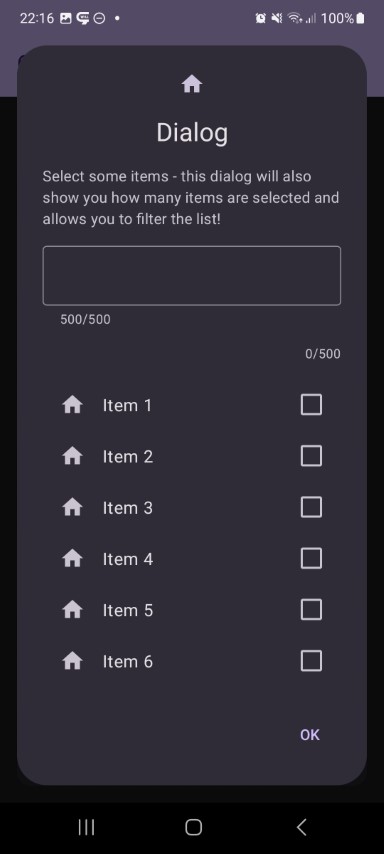 22:16
100%
Dialog
Select some items - this dialog will also
show you how many items are selected and
allows you to filter the list!
500/500
0/500
Item 1
Item 2
Item 3
Item 4
Item 5
Item 6
OK